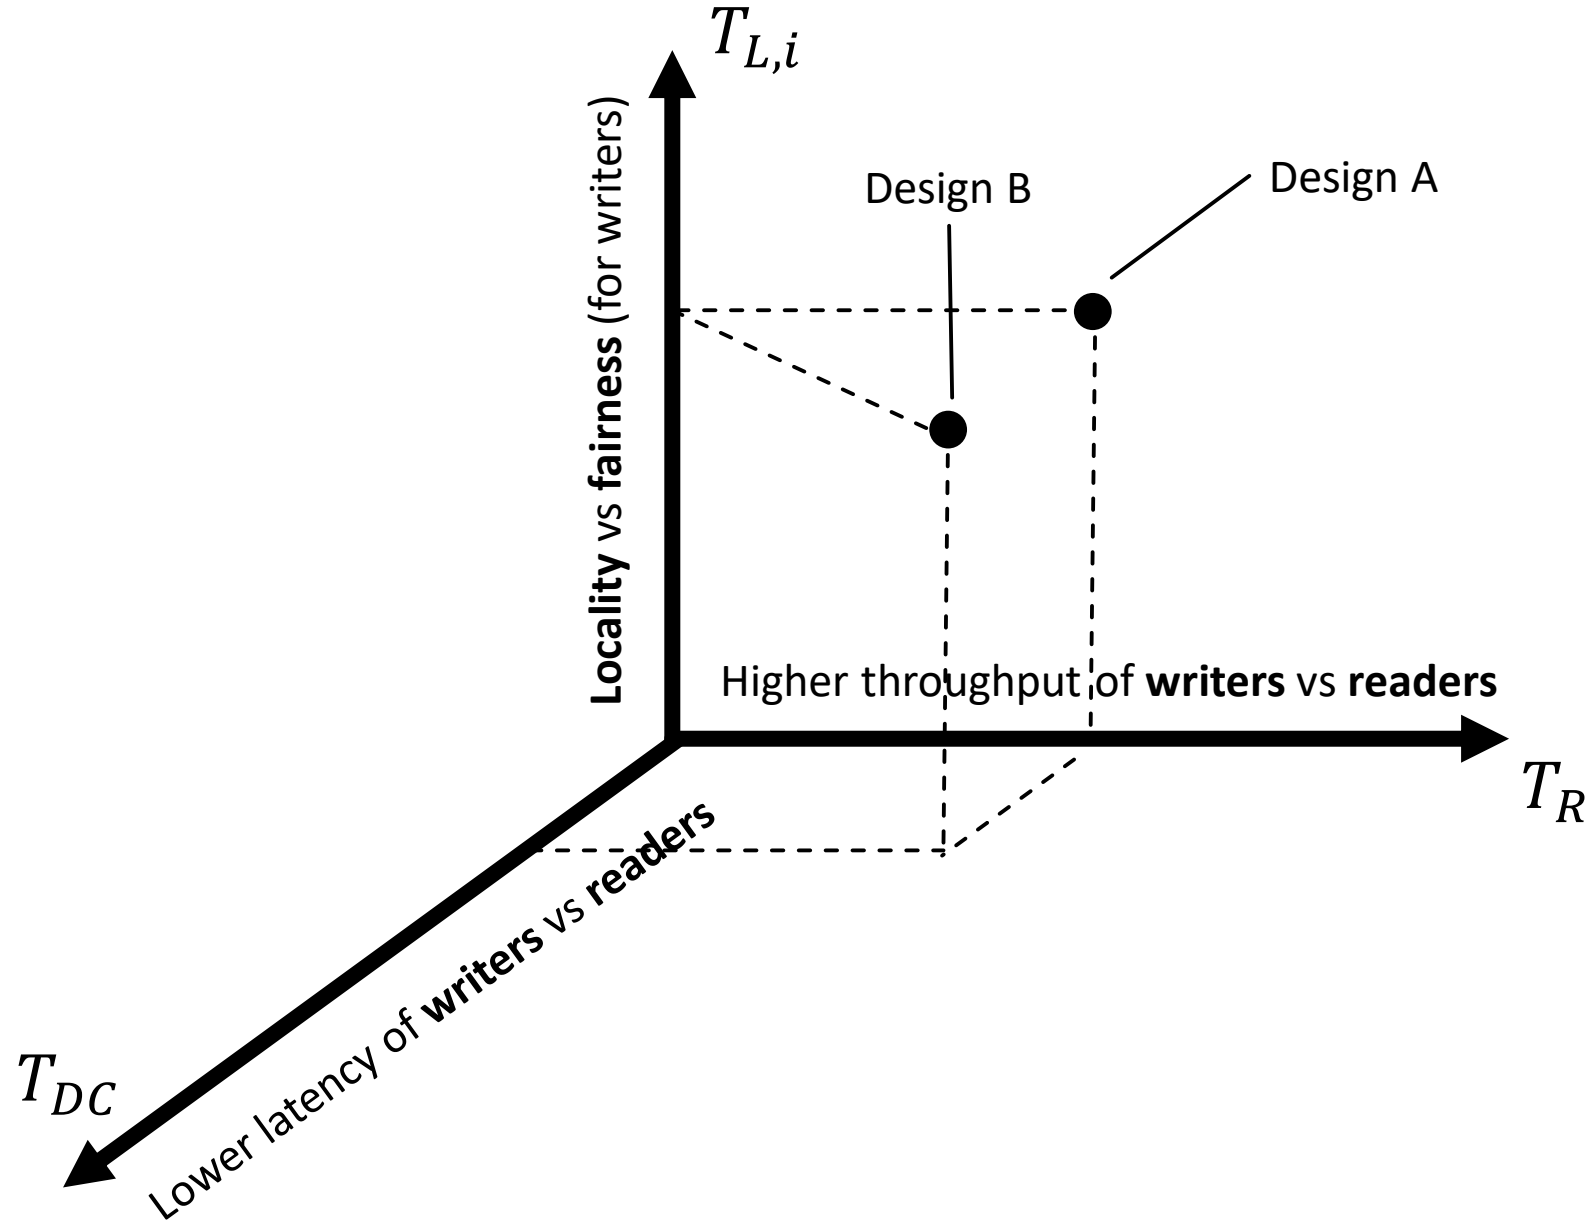 T_{L,i}
Locality vs fairness (for writers)
Design B
Design A
Higher throughput of writers vs readers
T_R
Lower latency of writers vs readers
T_{DC}